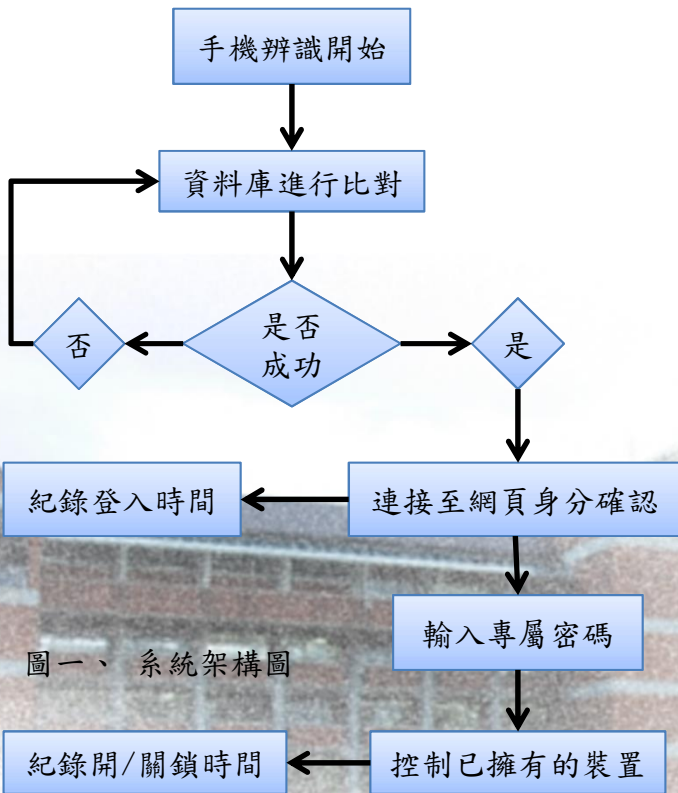 手機辨識開始
資料庫進行比對
是否
成功
否
是
紀錄登入時間
連接至網頁身分確認
輸入專屬密碼
圖一、 系統架構圖
紀錄開/關鎖時間
控制已擁有的裝置